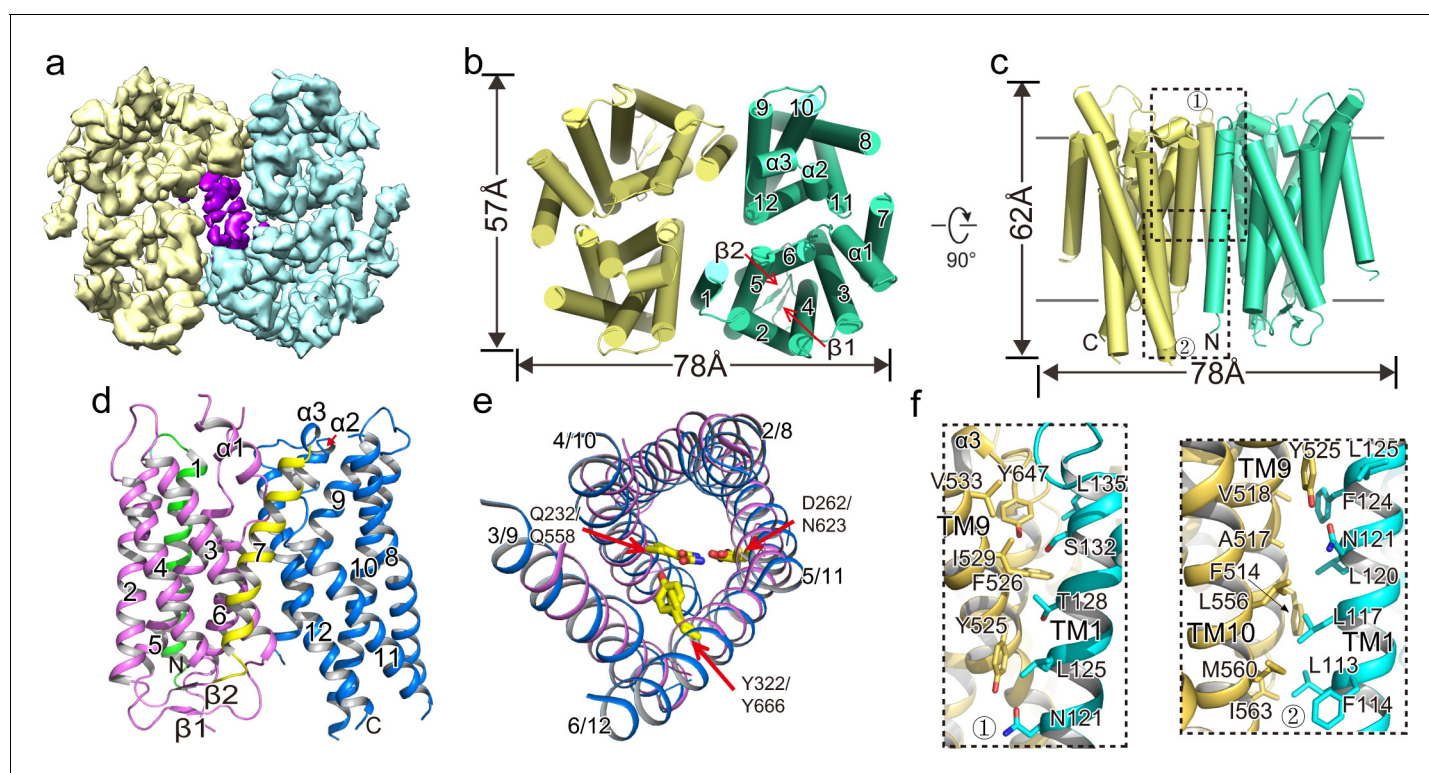 a
b
57Å
9
10
8
α3
α2
12
11
7
6
β2
α1
5
1
3
4
2
β1
78Å
90°
c
①
62Å
C
②
N
78Å
d
α3
α2
α1
1
9
3
7
4
10
8
2
6
12
5
11
N
β2
β1
C
e
4/10
2/8
D262/
N623
Q232/
Q558
3/9
5/11
Y322/
Y666
6/12
f
α3
V533
Y647
L135
TM9
I529
S132
F526
T128
Y525
TM1
L125
N121
①
Y525
L125
TM9
V518
F124
A517
N121
F514
L120
L556
L117
TM10
TM1
M560
L113
I563
②
F114